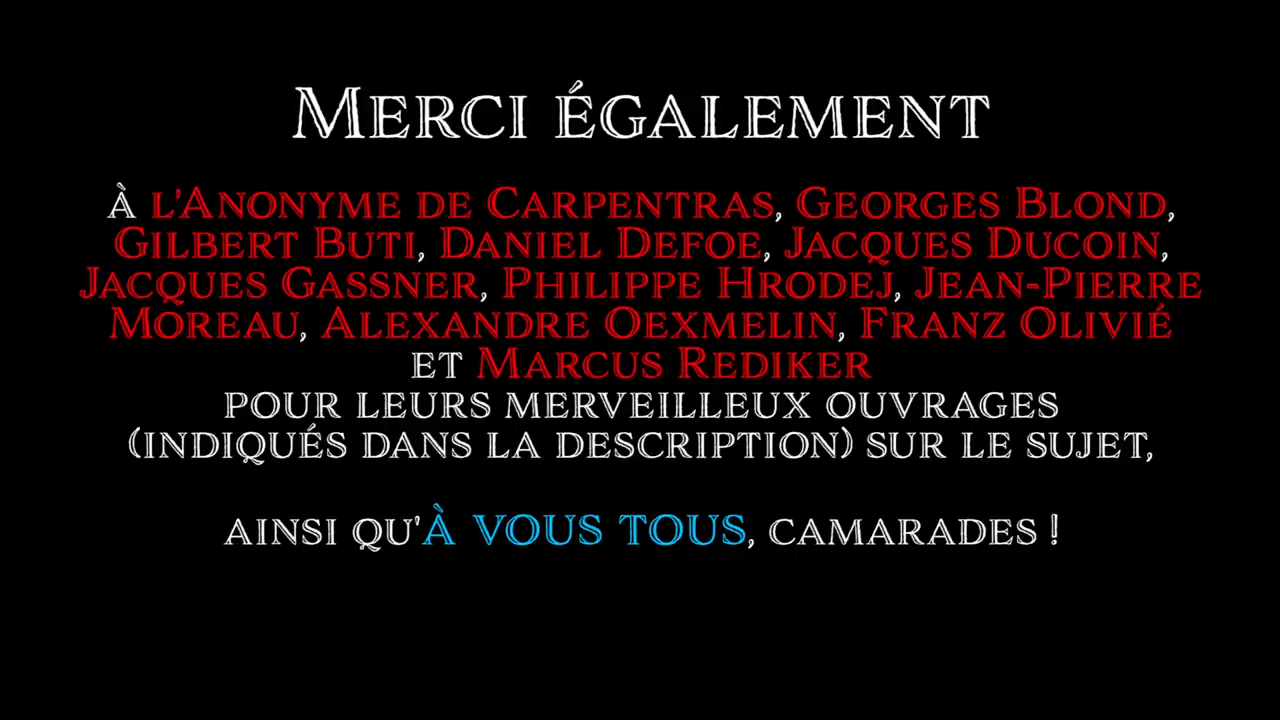 Merci également
À l'Anonyme de Carpentras, Georges Blond,
Gilbert Buti, Daniel Defoe, Jacques Ducoin,
Jacques Gassner, Philippe Hrodej, Jean-Pierre
Moreau, Alexandre Oexmelin, Franz Olivié
et Marcus Rediker
pour leurs merveilleux ouvrages
(indiqués dans la description) sur le sujet,
ainsi qu'à vous tous, camarades !